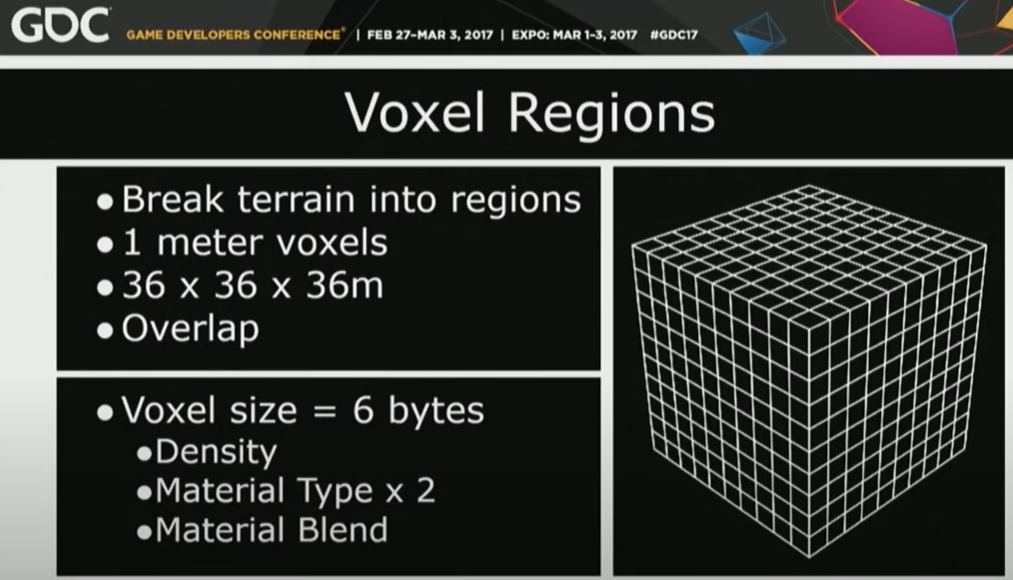 GDC
GAME DEVELOPERS CONFERENCE® | FEB 27-MAR 3, 2017 | EXPO: MAR 1-3, 2017 #GDC17
Voxel Regions
● Break terrain into regions
● 1 meter voxels
● 36 x 36 x 36m
● Overlap
● Voxel size = 6 bytes
● Density
● Material Type x 2
● Material Blend